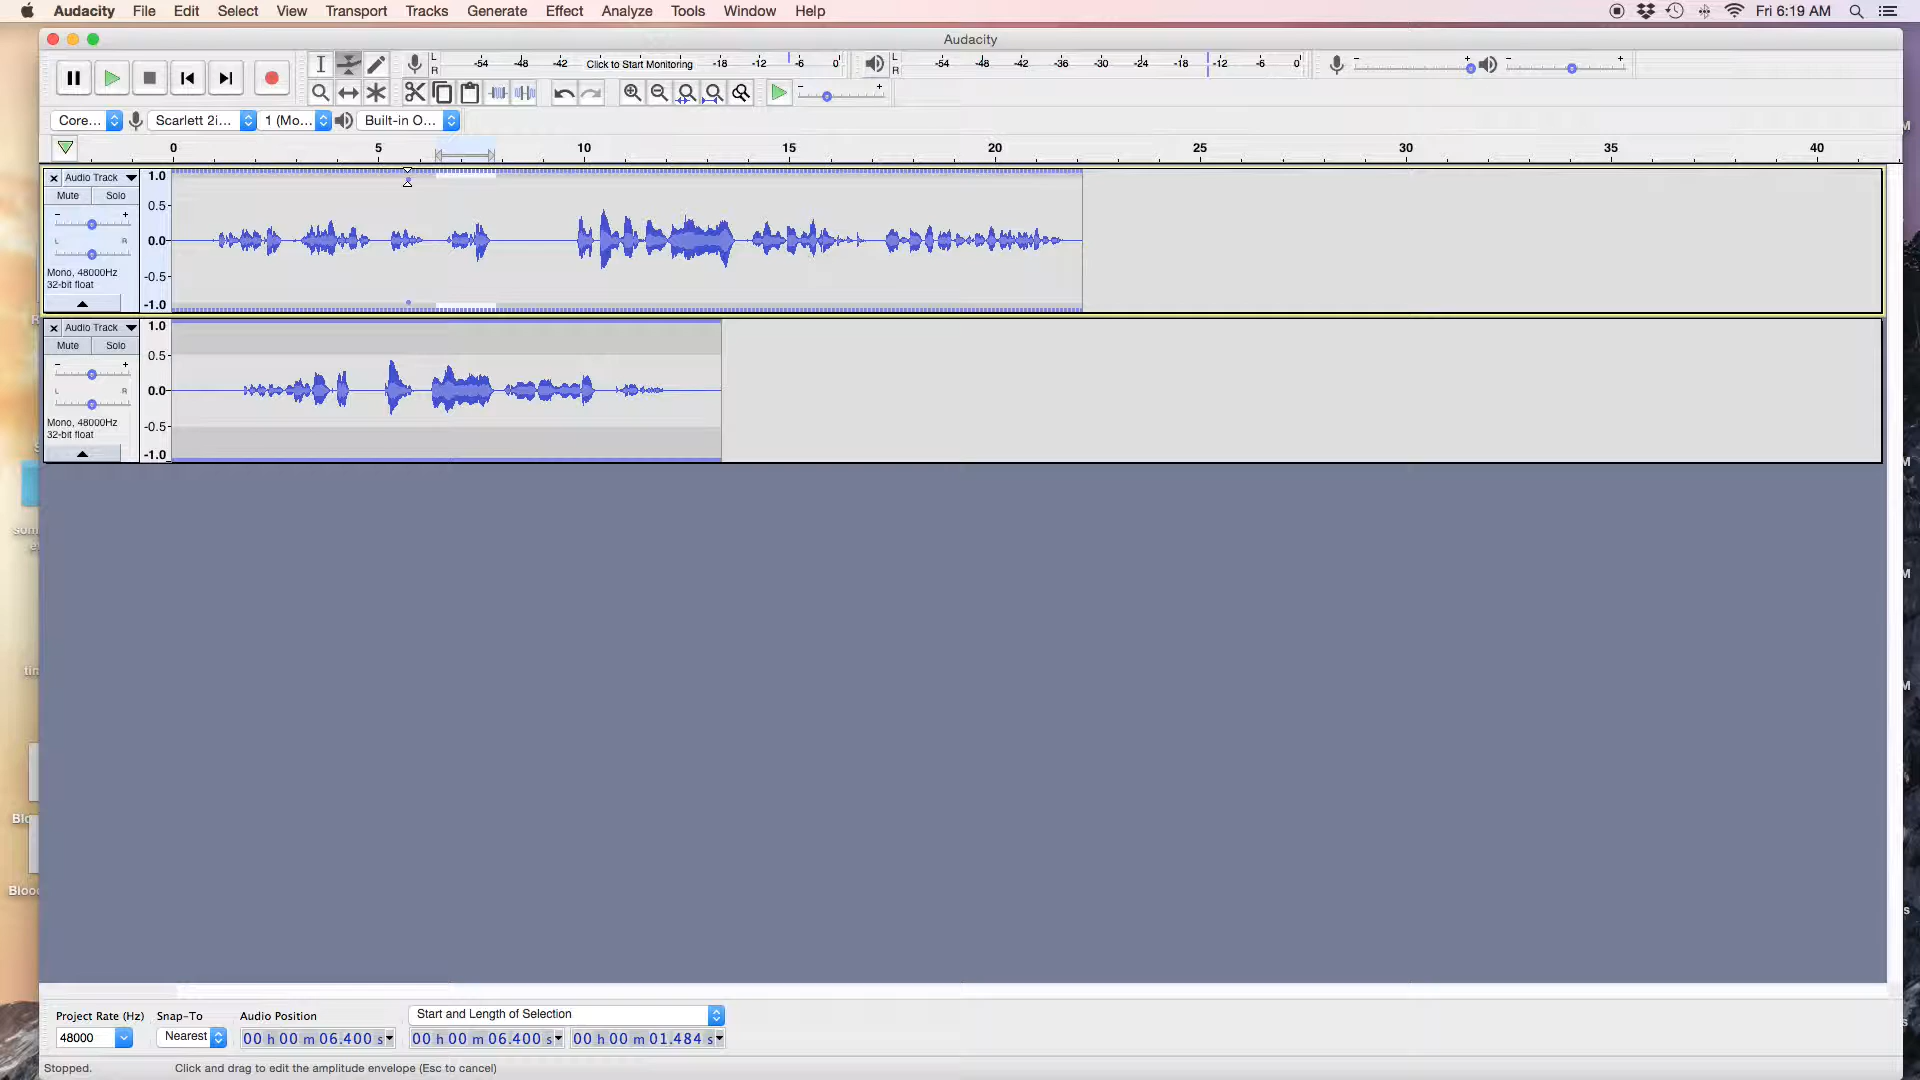 Audacity File Edit Select View Transport Tracks Generate Effect Analyze Tools Window Help Fri 6:19 AM
Audacity
L R -54 -48 -42 Click to Start Monitoring -18 -12 -6 0 L R -54 -48 -42 -36 -30 -24 -18 -12 -6 0 - + - +
- +
Core... Scarlett 2i... 1 (Mo... Built-in O...
0 5 10 15 20 25 30 35 40
Audio Track 1.0
Mute Solo
- + 0.5
L R 0.0
Mono, 48000Hz -0.5
32-bit float
-1.0
Audio Track 1.0
Mute Solo
- + 0.5
L R 0.0
Mono, 48000Hz -0.5
32-bit float
-1.0
som
tin
Blo
Bloo
Project Rate (Hz) Snap-To Audio Position Start and Length of Selection
48000 Nearest 00 h 00 m 06.400 s 00 h 00 m 06.400 s 00 h 00 m 01.484 s
Stopped. Click and drag to edit the amplitude envelope (Esc to cancel)